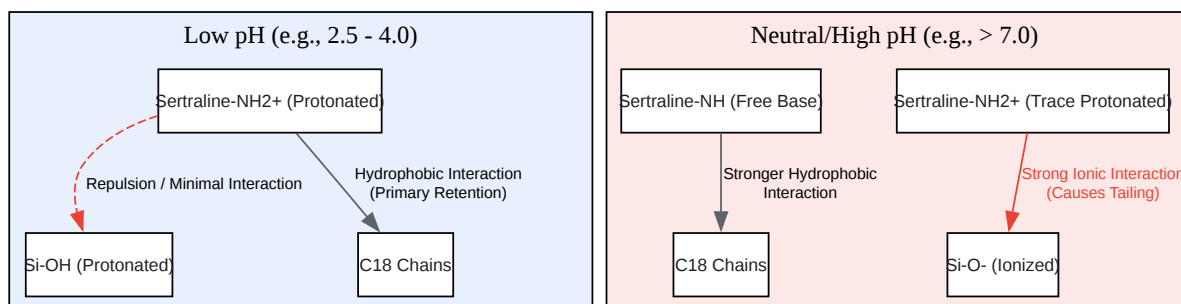 Low pH (e.g., 2.5 - 4.0)
Sertraline-NH2+ (Protonated)
Repulsion / Minimal Interaction
Hydrophobic Interaction
(Primary Retention)
Si-OH (Protonated)
C18 Chains
Neutral/High pH (e.g., > 7.0)
Sertraline-NH (Free Base)
Sertraline-NH2+ (Trace Protonated)
Stronger Hydrophobic
Interaction
Strong Ionic Interaction
(Causes Tailing)
C18 Chains
Si-O- (Ionized)